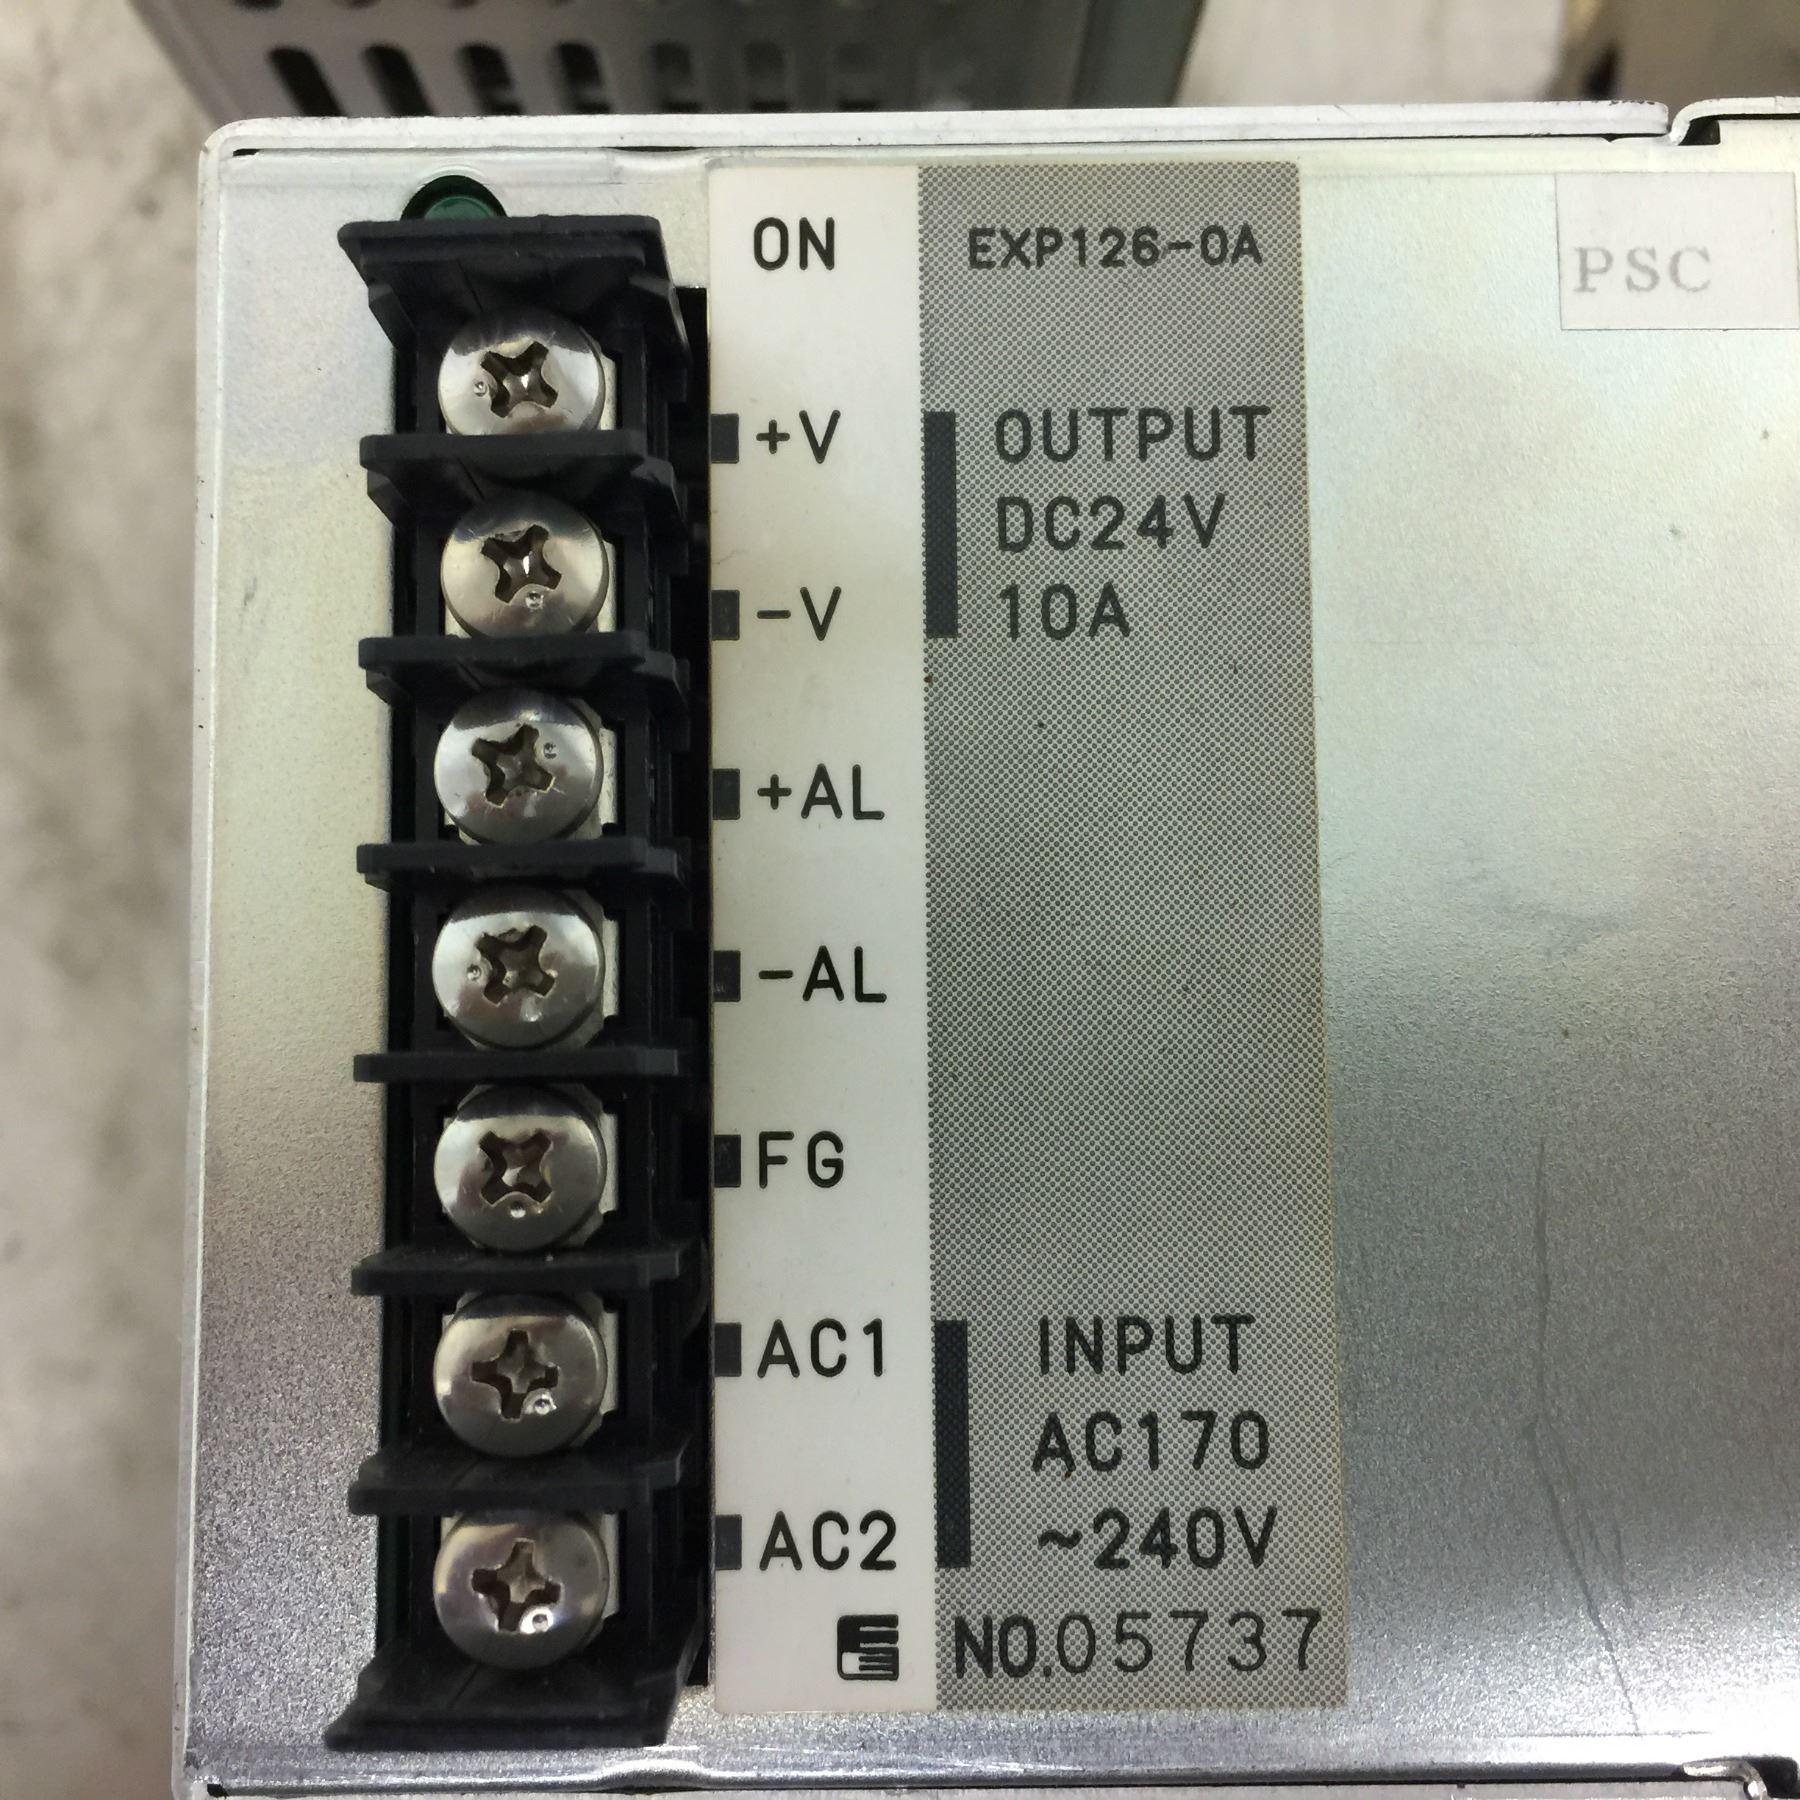 ON
EXP126-0A
PSC
+V
OUTPUT
DC24V
-V
10A
+AL
-AL
FG
AC1
INPUT
AC170
AC2
~240V
NO.05737